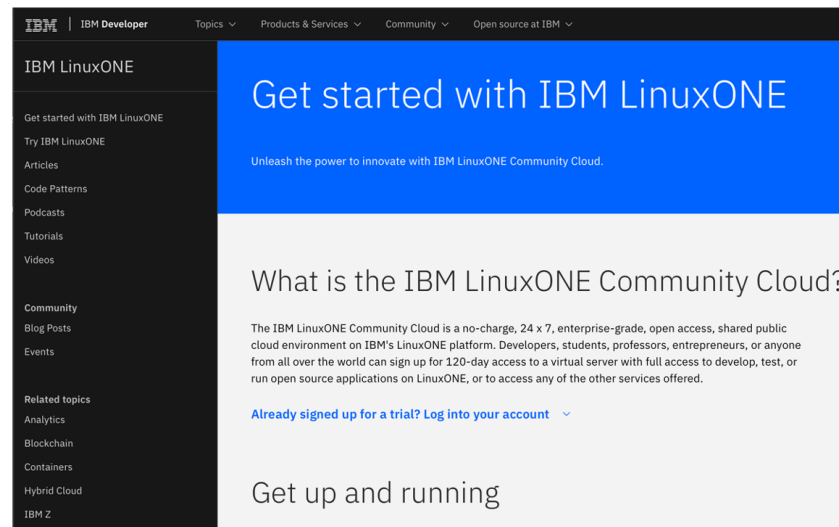 IBM IBM Developer Topics Products & Services Community Open source at IBM
IBM LinuxONE
Get started with IBM LinuxONE
Try IBM LinuxONE
Articles
Code Patterns
Podcasts
Tutorials
Videos
Community
Blog Posts
Events
Related topics
Analytics
Blockchain
Containers
Hybrid Cloud
IBM Z
Get started with IBM LinuxONE
Unleash the power to innovate with IBM LinuxONE Community Cloud.
What is the IBM LinuxONE Community Cloud?
The IBM LinuxONE Community Cloud is a no-charge, 24 x 7, enterprise-grade, open access, shared public
cloud environment on IBM's LinuxONE platform. Developers, students, professors, entrepreneurs, or anyone
from all over the world can sign up for 120-day access to a virtual server with full access to develop, test, or
run open source applications on LinuxONE, or to access any of the other services offered.
Already signed up for a trial? Log into your account
Get up and running